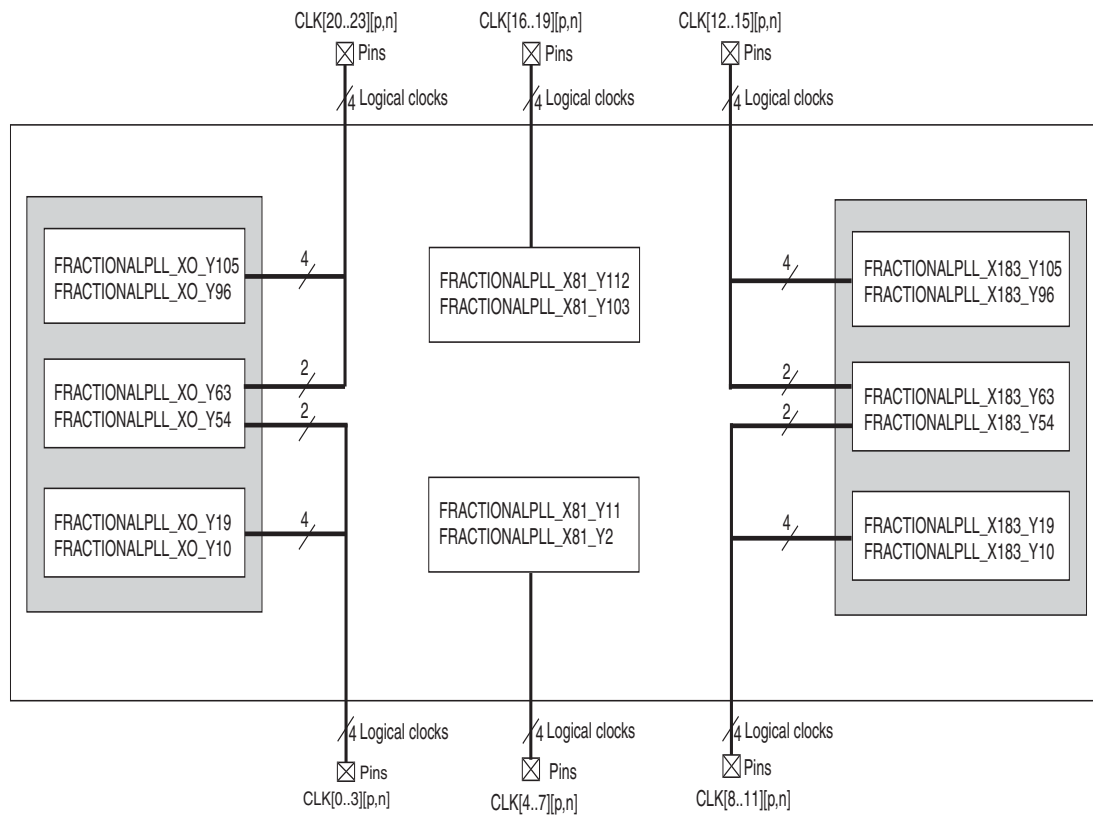 CLK[20..23][p,n]
CLK[16..19][p,n]
CLK[12..15][p,n]
Pins
Pins
Pins
4 Logical clocks
4 Logical clocks
4 Logical clocks
FRACTIONALPLL_XO_Y105
FRACTIONALPLL_XO_Y96
4
FRACTIONALPLL_X81_Y112
FRACTIONALPLL_X81_Y103
4
FRACTIONALPLL_X183_Y105
FRACTIONALPLL_X183_Y96
FRACTIONALPLL_XO_Y63
FRACTIONALPLL_XO_Y54
2
2
2
2
FRACTIONALPLL_X183_Y63
FRACTIONALPLL_X183_Y54
FRACTIONALPLL_XO_Y19
FRACTIONALPLL_XO_Y10
4
FRACTIONALPLL_X81_Y11
FRACTIONALPLL_X81_Y2
4
FRACTIONALPLL_X183_Y19
FRACTIONALPLL_X183_Y10
4 Logical clocks
4 Logical clocks
4 Logical clocks
Pins
Pins
Pins
CLK[0..3][p,n]
CLK[4..7][p,n]
CLK[8..11][p,n]